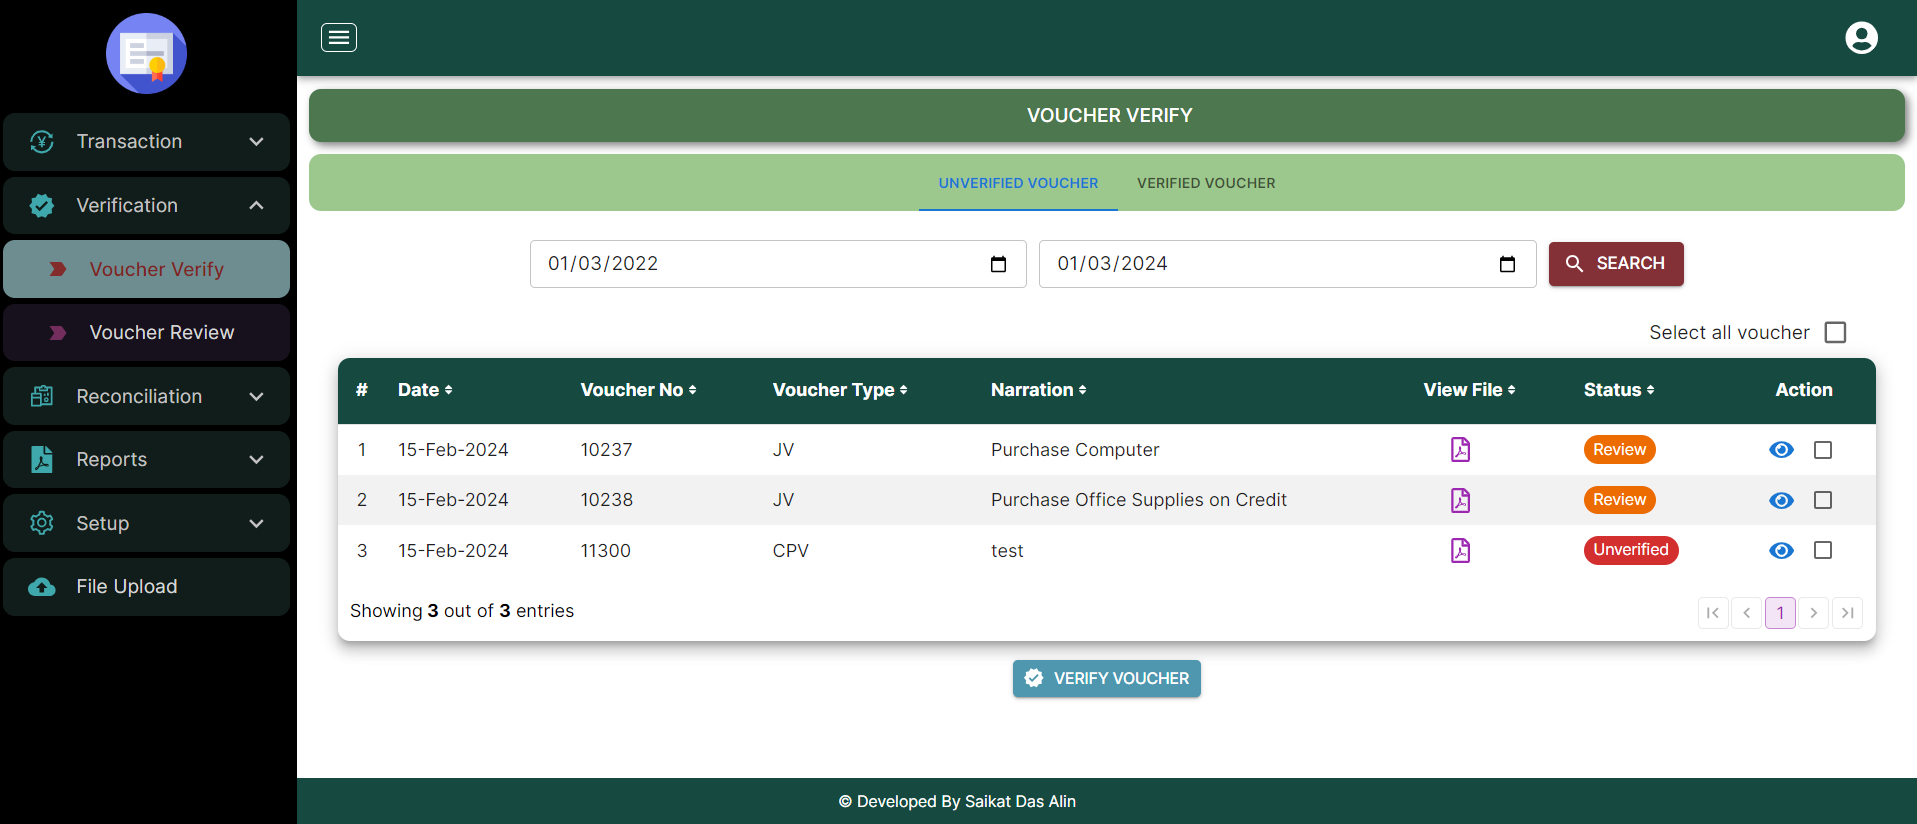 Transaction
Verification
Voucher Verify
Voucher Review
Reconciliation
Reports
Setup
File Upload
VOUCHER VERIFY
UNVERIFIED VOUCHER VERIFIED VOUCHER
01/03/2022 01/03/2024 SEARCH
Select all voucher
# Date Voucher No Voucher Type Narration View File Status Action
1 15-Feb-2024 10237 JV Purchase Computer Review
2 15-Feb-2024 10238 JV Purchase Office Supplies on Credit Review
3 15-Feb-2024 11300 CPV test Unverified
Showing 3 out of 3 entries 1
VERIFY VOUCHER
© Developed By Saikat Das Alin